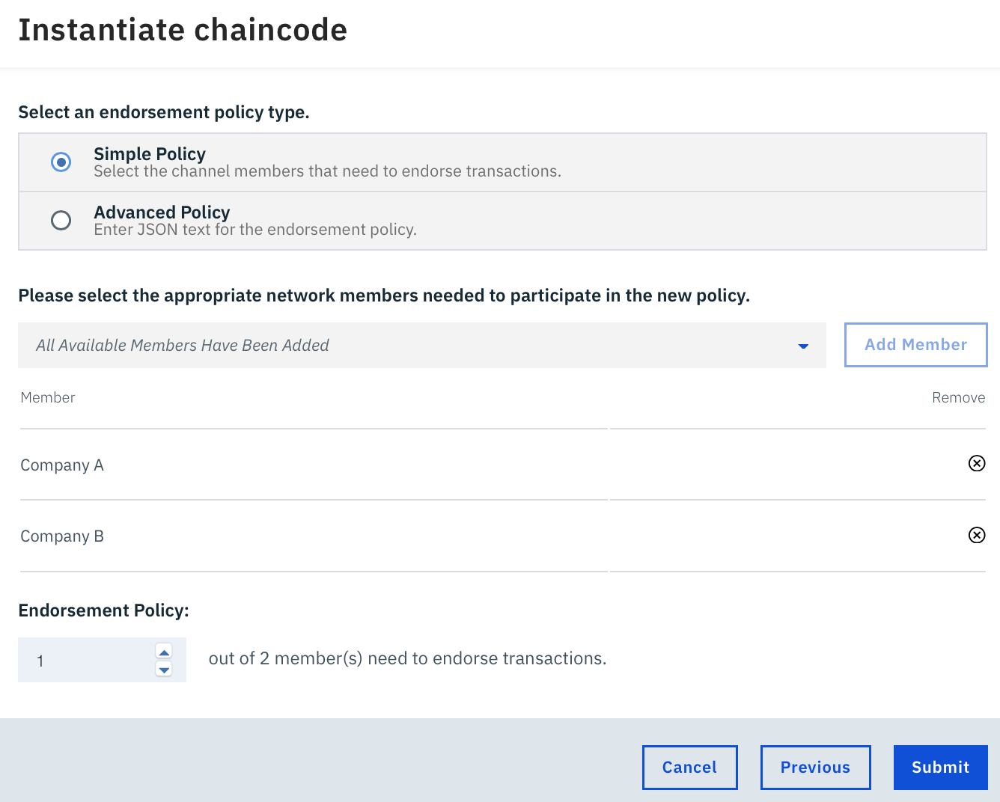 Instantiate chaincode
Select an endorsement policy type.
Simple Policy
Select the channel members that need to endorse transactions.
Advanced Policy
Enter JSON text for the endorsement policy.
Please select the appropriate network members needed to participate in the new policy.
All Available Members Have Been Added
Add Member
Member Remove
Company A
Company B
Endorsement Policy:
1 out of 2 member(s) need to endorse transactions.
Cancel Previous Submit